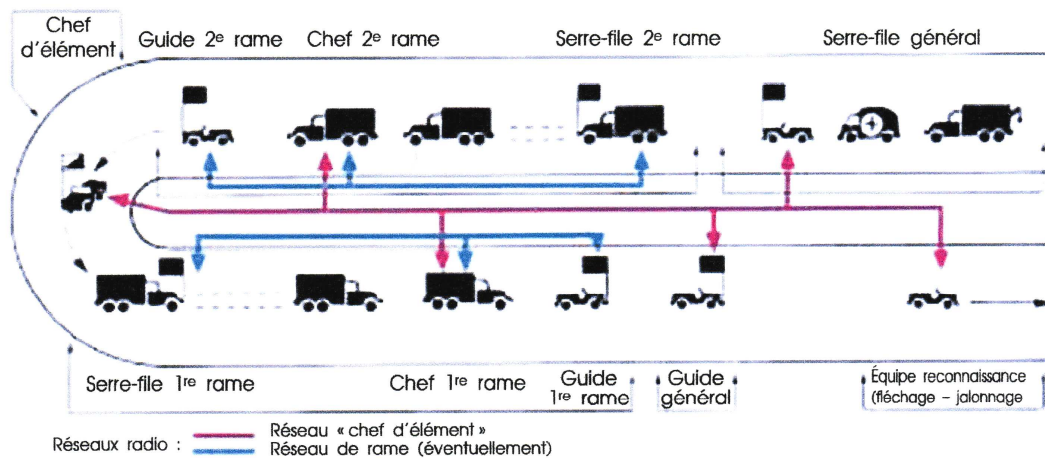 Chef
d'élément
Guide 2e rame
Chef 2e rame
Serre-file 2e rame
Serre-file général
Serre-file 1re rame
Chef 1re rame
Guide
1re rame
Guide
général
Équipe reconnaissance
(fléchage – jalonnage
Réseaux radio :
Réseau « chef d'élément »
Réseau de rame (éventuellement)